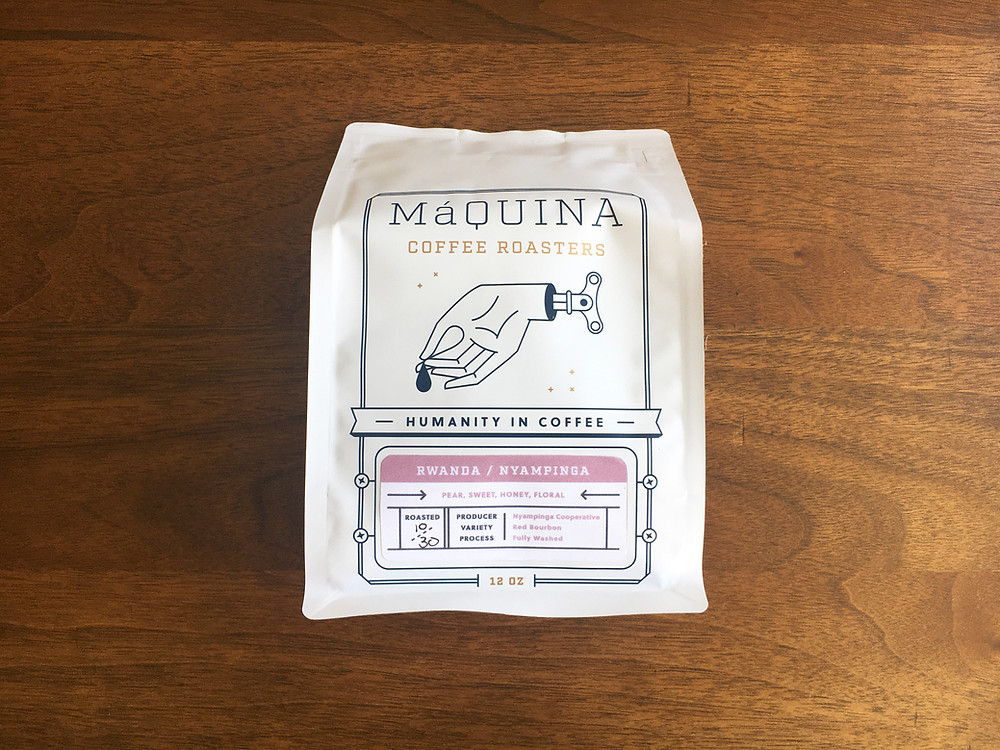 MáQUINA
COFFEE ROASTERS
HUMANITY IN COFFEE
RWANDA / NYAMPINGA
PEAR, SWEET, HONEY, FLORAL
ROASTED
10-30
PRODUCER Nyampinga Cooperative
VARIETY Red Bourbon
PROCESS Fully Washed
12 OZ